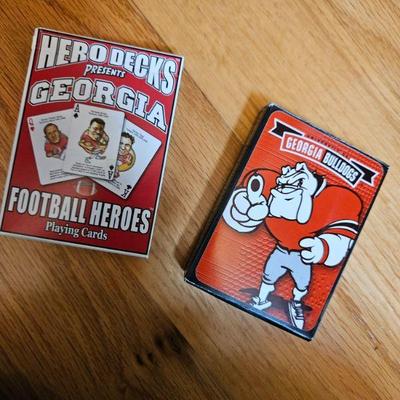 HERO DECKS
PRESENTS
GEORGIA
FOOTBALL HEROES
Playing Cards
GEORGIA BULLDOGS